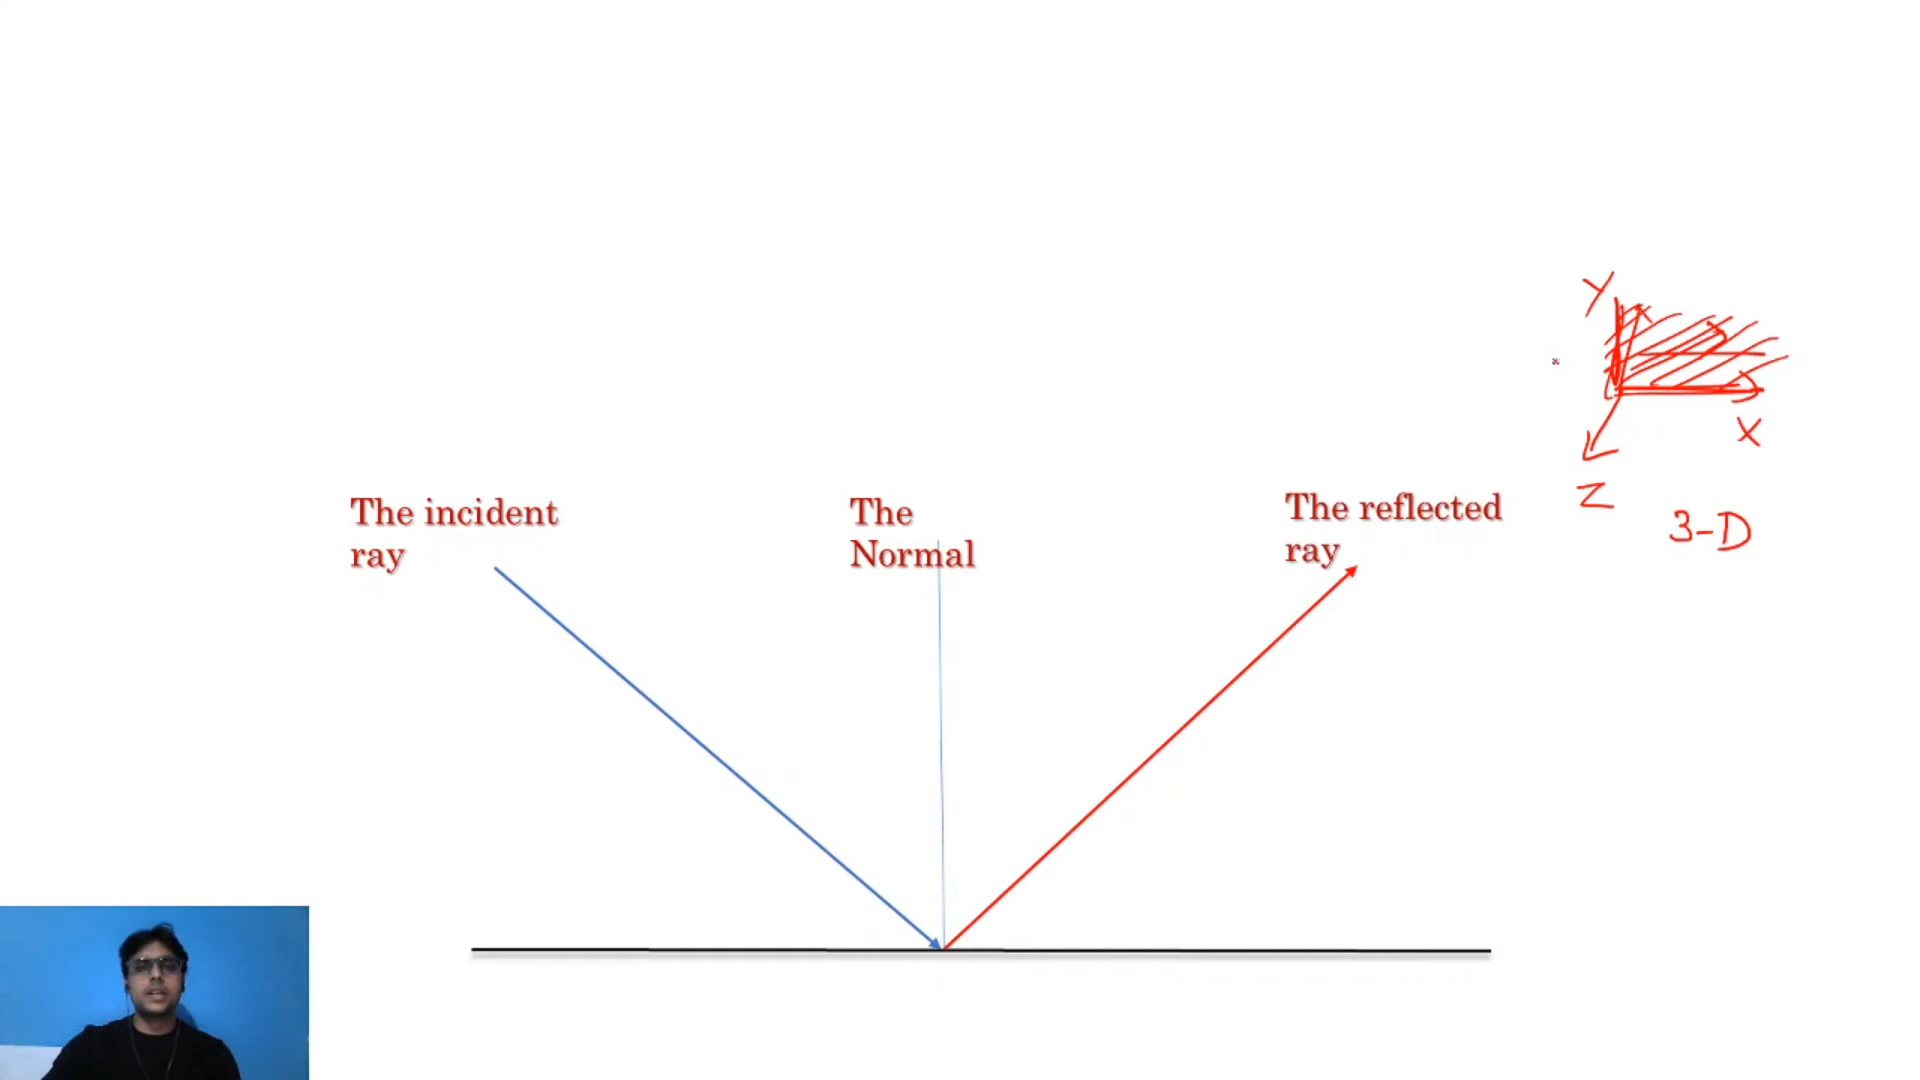 The incident
ray
The
Normal
The reflected
ray
Y
X
Z
3-D